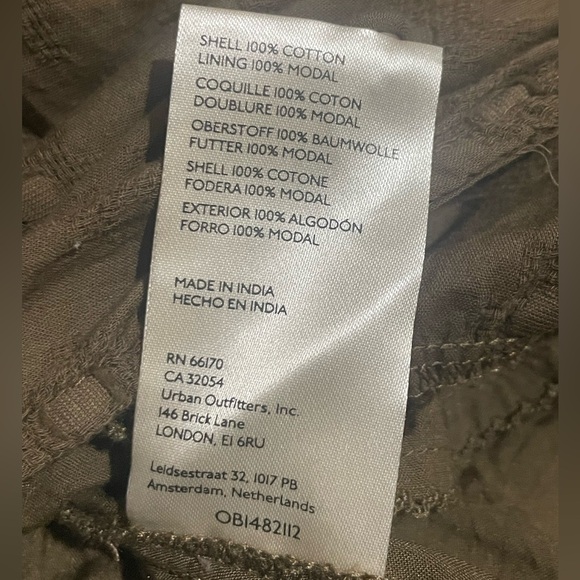 SHELL 100% COTTON
LINING 100% MODAL
COQUILLE 100% COTON
DOUBLURE 100% MODAL
OBERSTOFF 100% BAUMWOLLE
FUTTER 100% MODAL
SHELL 100% COTONE
FODERA 100% MODAL
EXTERIOR 100% ALGODÓN
FORRO 100% MODAL
MADE IN INDIA
HECHO EN INDIA
RN 66170
CA 32054
Urban Outfitters, Inc.
146 Brick Lane
LONDON, E1 6RU
Leidsestraat 32, 1017 PB
Amsterdam, Netherlands
OB1482112